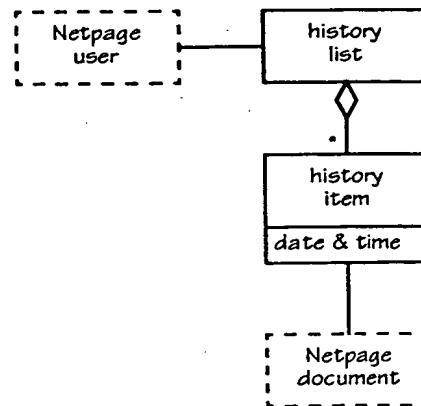 Netpage
user
history
list
*
history
item
date & time
Netpage
document